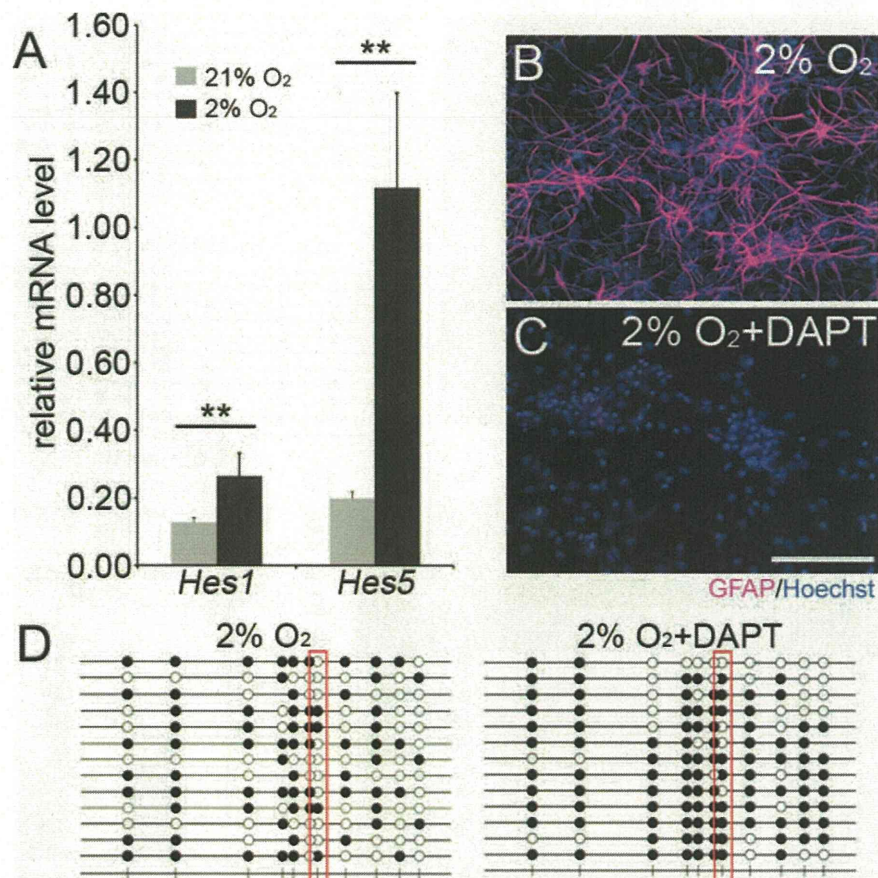 A
1.60
1.40
1.20
1.00
0.80
0.60
0.40
0.20
0.00
relative mRNA level
21% O₂
2% O₂
**
**
Hes1
Hes5
B
2% O₂
C
2% O₂+DAPT
GFAP/Hoechst
D
2% O₂
2% O₂+DAPT